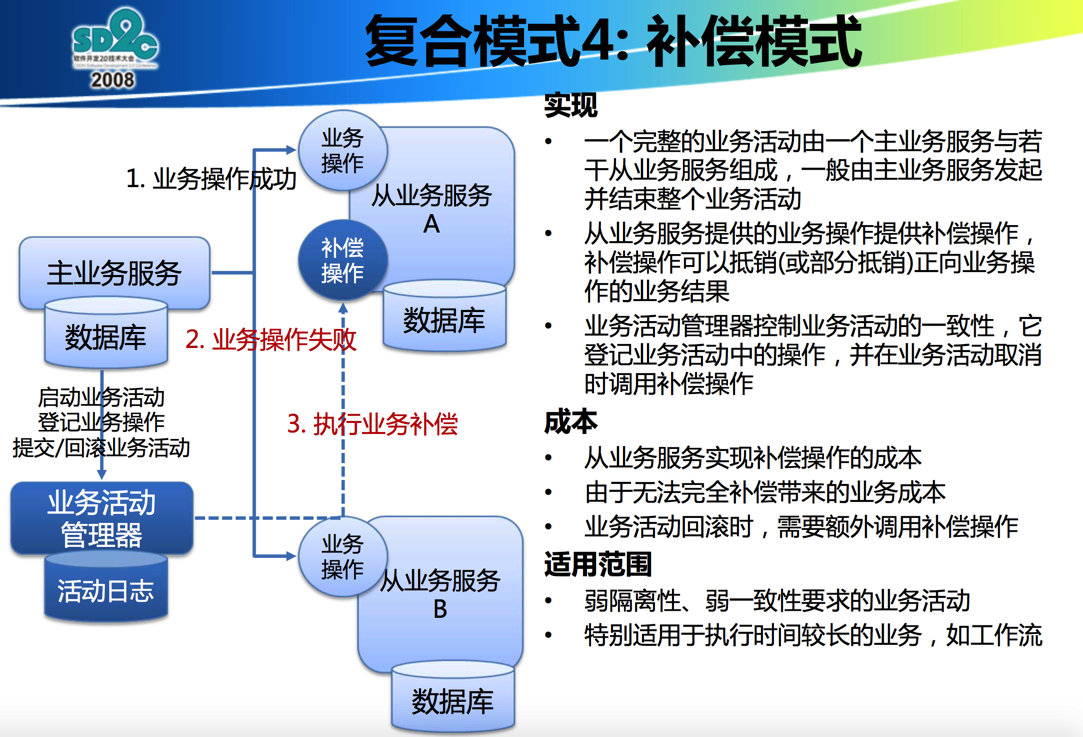 SD2C
软件开发2.0技术大会
2008
复合模式4: 补偿模式
业务
操作
1. 业务操作成功
从业务服务
A
补偿
操作
主业务服务
数据库
数据库
2. 业务操作失败
启动业务活动
登记业务操作
提交/回滚业务活动
3. 执行业务补偿
业务活动
管理器
活动日志
业务
操作
从业务服务
B
数据库
实现
• 一个完整的业务活动由一个主业务服务与若
干从业务服务组成，一般由主业务服务发起
并结束整个业务活动
• 从业务服务提供的业务操作提供补偿操作，
补偿操作可以抵销(或部分抵销)正向业务操
作的业务结果
• 业务活动管理器控制业务活动的一致性，它
登记业务活动中的操作，并在业务活动取消
时调用补偿操作
成本
• 从业务服务实现补偿操作的成本
• 由于无法完全补偿带来的业务成本
• 业务活动回滚时，需要额外调用补偿操作
适用范围
• 弱隔离性、弱一致性要求的业务活动
• 特别适用于执行时间较长的业务，如工作流